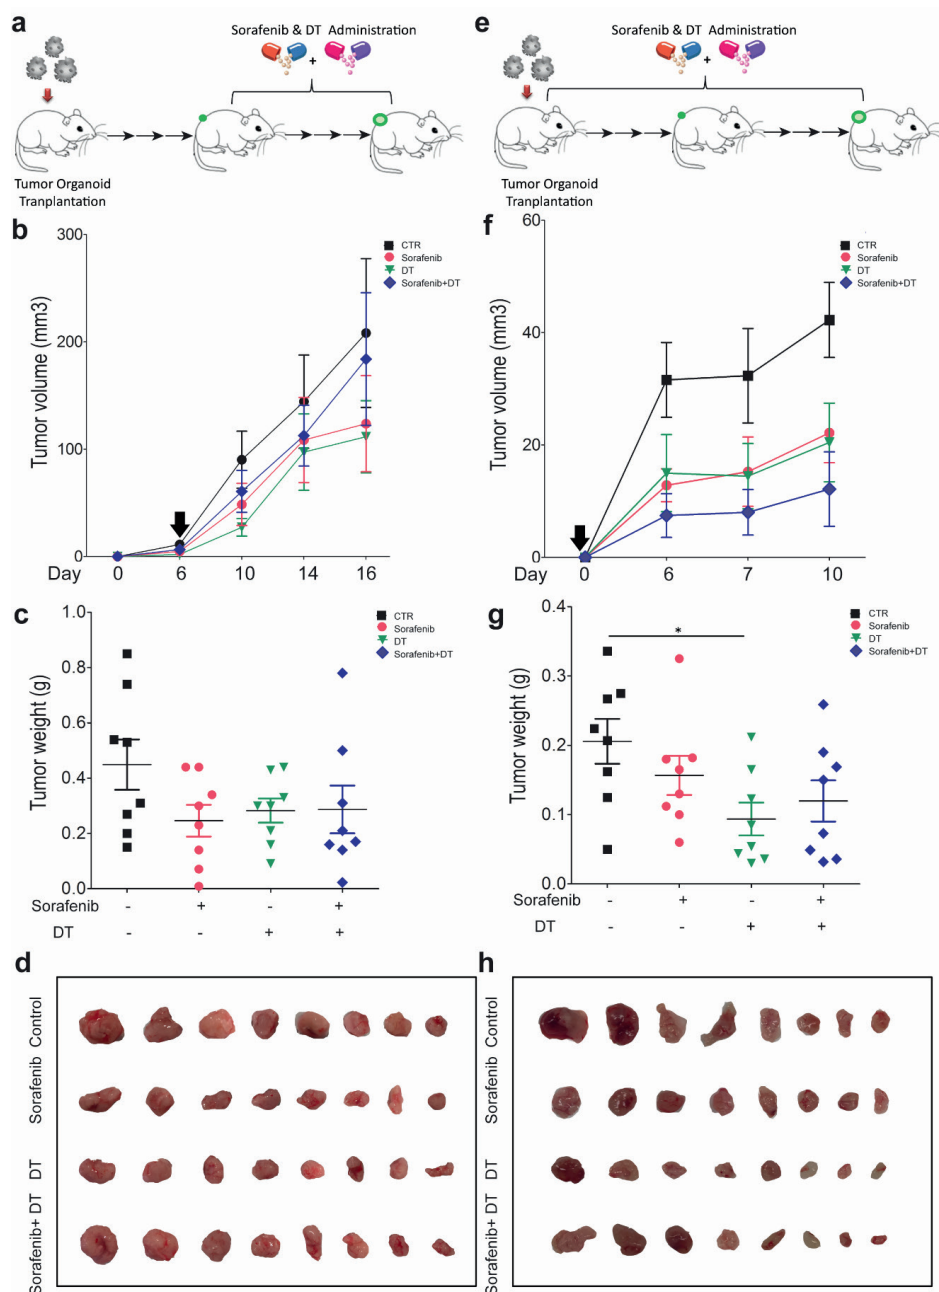 a
Sorafenib & DT Administration
+
Tumor Organoid
Tranplantation
e
Sorafenib & DT Administration
+
Tumor Organoid
Tranplantation
b
Tumor volume (mm3)
300
200
100
0
Day
0 6 10 14 16
CTR
Sorafenib
DT
Sorafenib+DT
f
Tumor volume (mm3)
60
40
20
0
Day
0 6 7 10
CTR
Sorafenib
DT
Sorafenib+DT
c
Tumor weight (g)
1.0
0.8
0.6
0.4
0.2
0.0
CTR
Sorafenib
DT
Sorafenib+DT
Sorafenib - + - +
DT - - + +
g
Tumor weight (g)
0.4
0.3
0.2
0.1
0.0
*
CTR
Sorafenib
DT
Sorafenib+DT
Sorafenib - + - +
DT - - + +
d
Control
Sorafenib
DT
Sorafenib+ DT
h
Control
Sorafenib
DT
Sorafenib+ DT